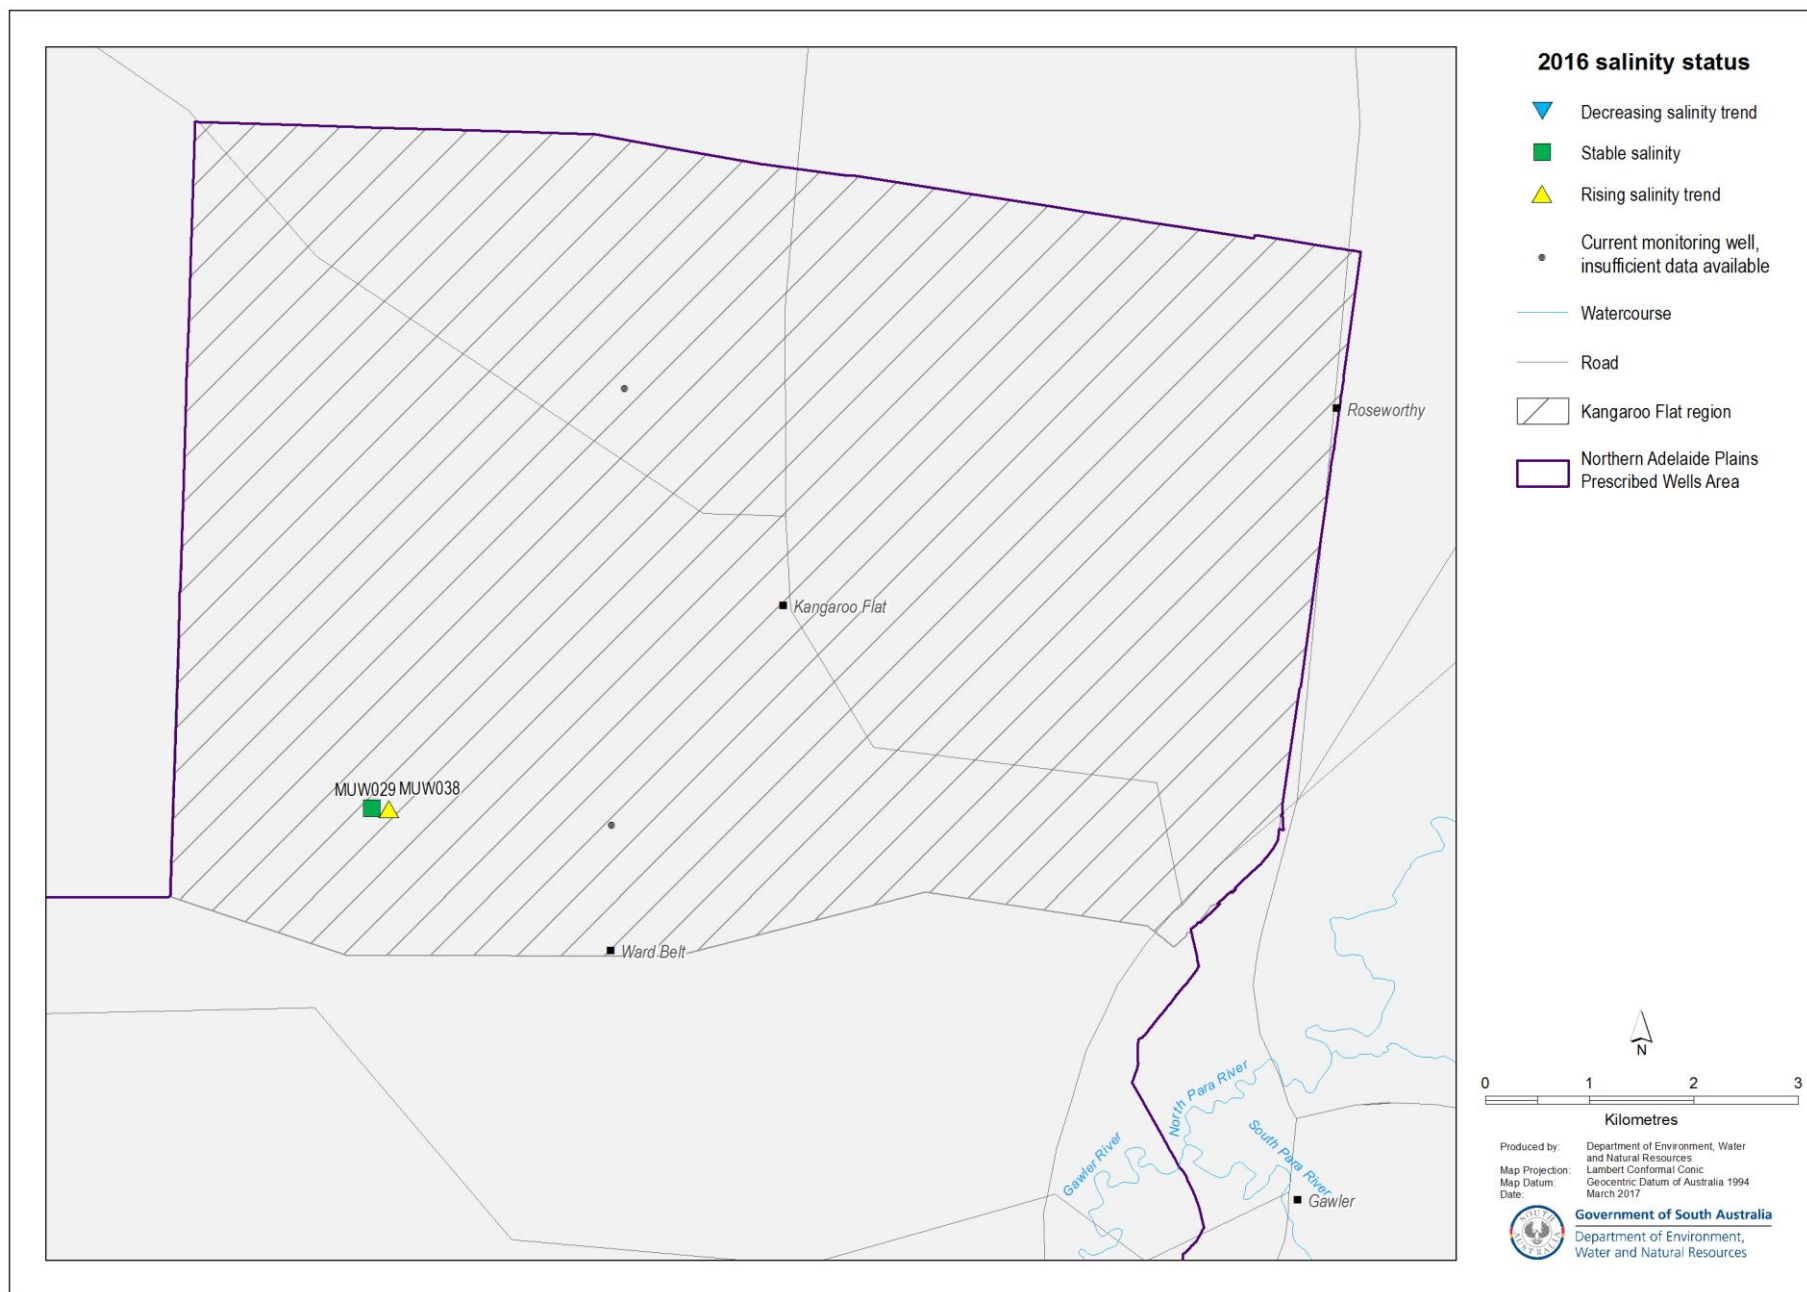 2016 salinity status
Decreasing salinity trend
Stable salinity
Rising salinity trend
Current monitoring well,
insufficient data available
Watercourse
Road
Kangaroo Flat region
Northern Adelaide Plains
Prescribed Wells Area
Roseworthy
Kangaroo Flat
MUW029 MUW038
Ward Belt
North Para River
South Para River
Gawler River
Gawler
N
0 1 2 3
Kilometres
Produced by: Department of Environment, Water
and Natural Resources
Map Projection: Lambert Conformal Conic
Map Datum: Geocentric Datum of Australia 1994
Date: March 2017
SOUTH
AUSTRALIA
Government of South Australia
Department of Environment,
Water and Natural Resources